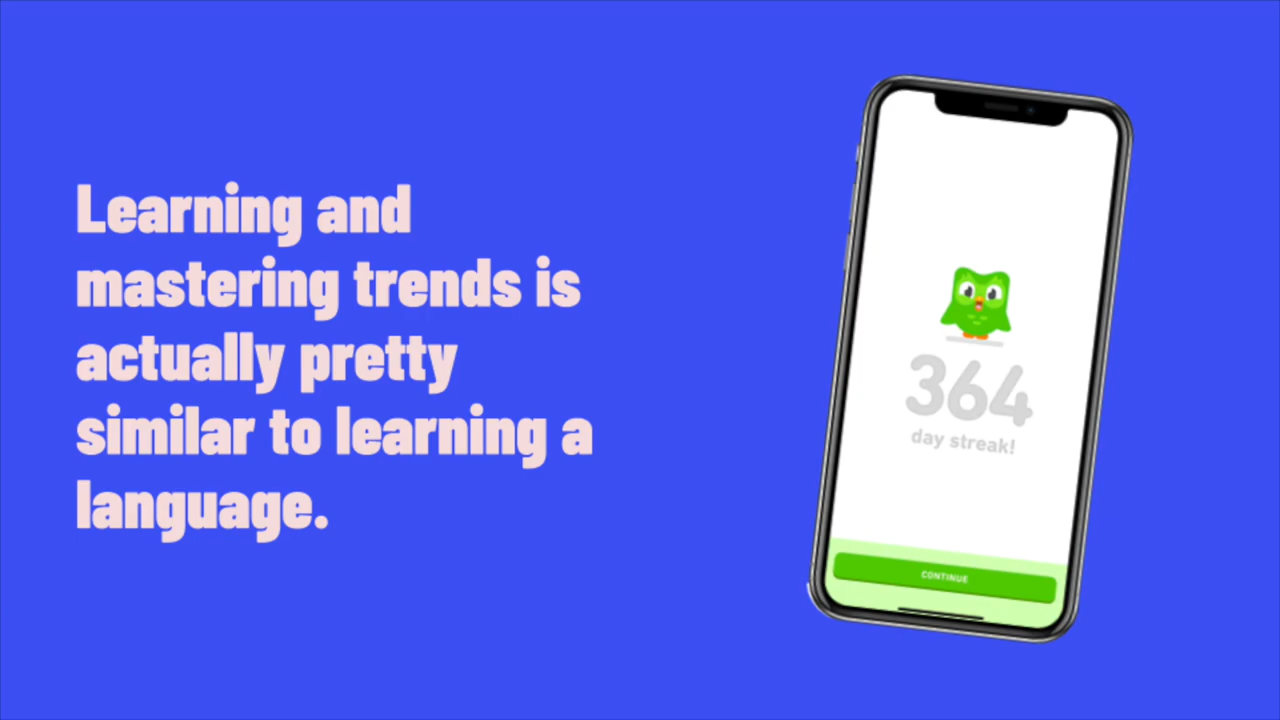 Learning and
mastering trends is
actually pretty
similar to learning a
language.
364
day streak!
CONTINUE